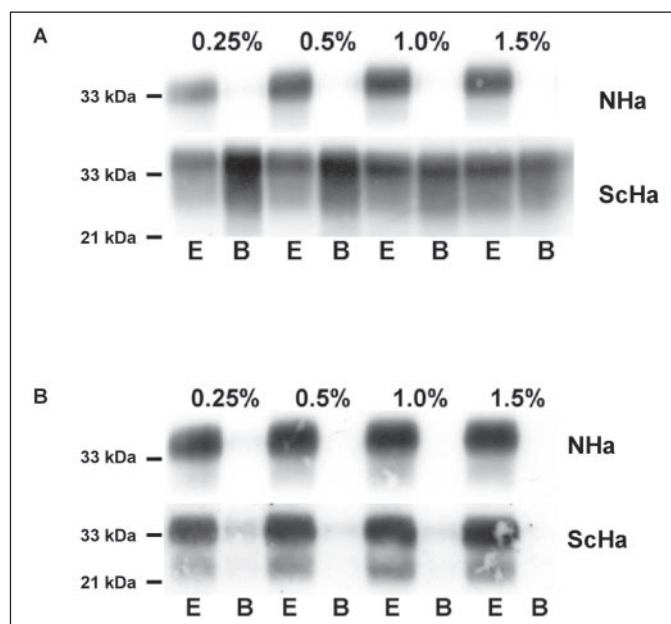 A
0.25% 0.5% 1.0% 1.5%
33 kDa
NHa
33 kDa
ScHa
21 kDa
E B E B E B E B
B
0.25% 0.5% 1.0% 1.5%
33 kDa
NHa
33 kDa
ScHa
21 kDa
E B E B E B E B